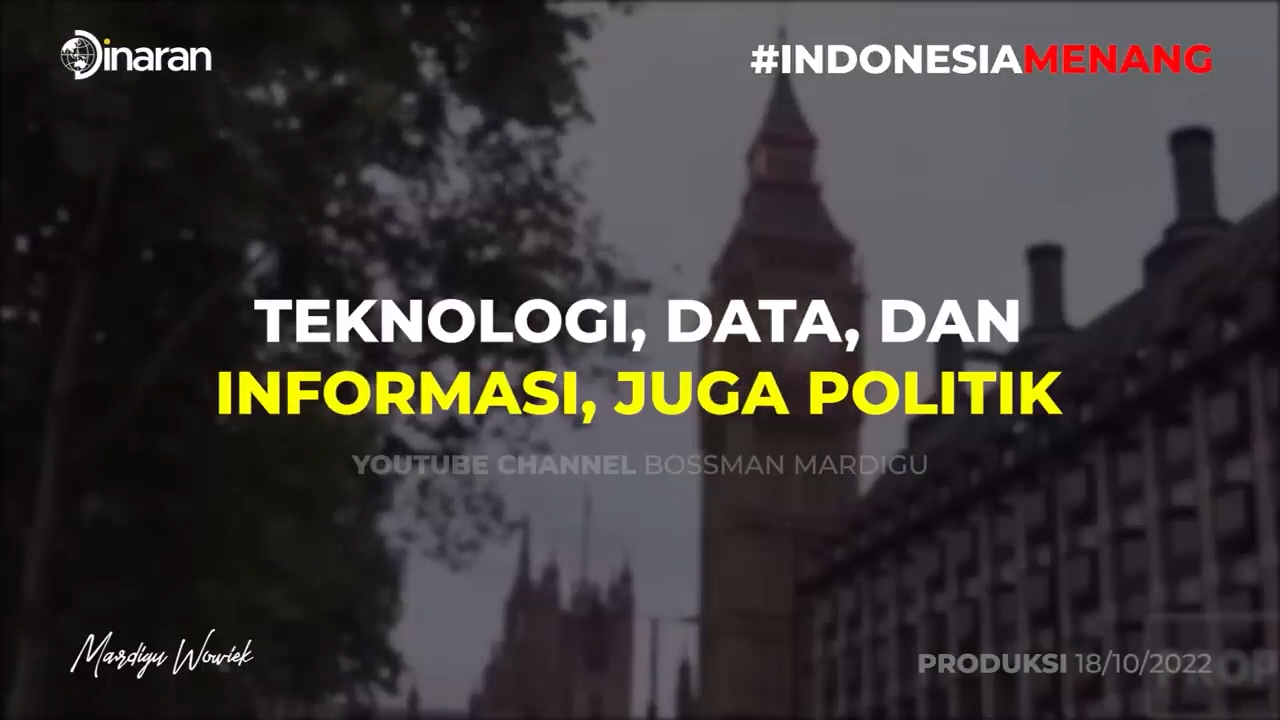 Dinaran
#INDONESIAMENANG
TEKNOLOGI, DATA, DAN
INFORMASI, JUGA POLITIK
YOUTUBE CHANNEL BOSSMAN MARDIGU
Mardigu Wowiek
PRODUKSI 18/10/2022